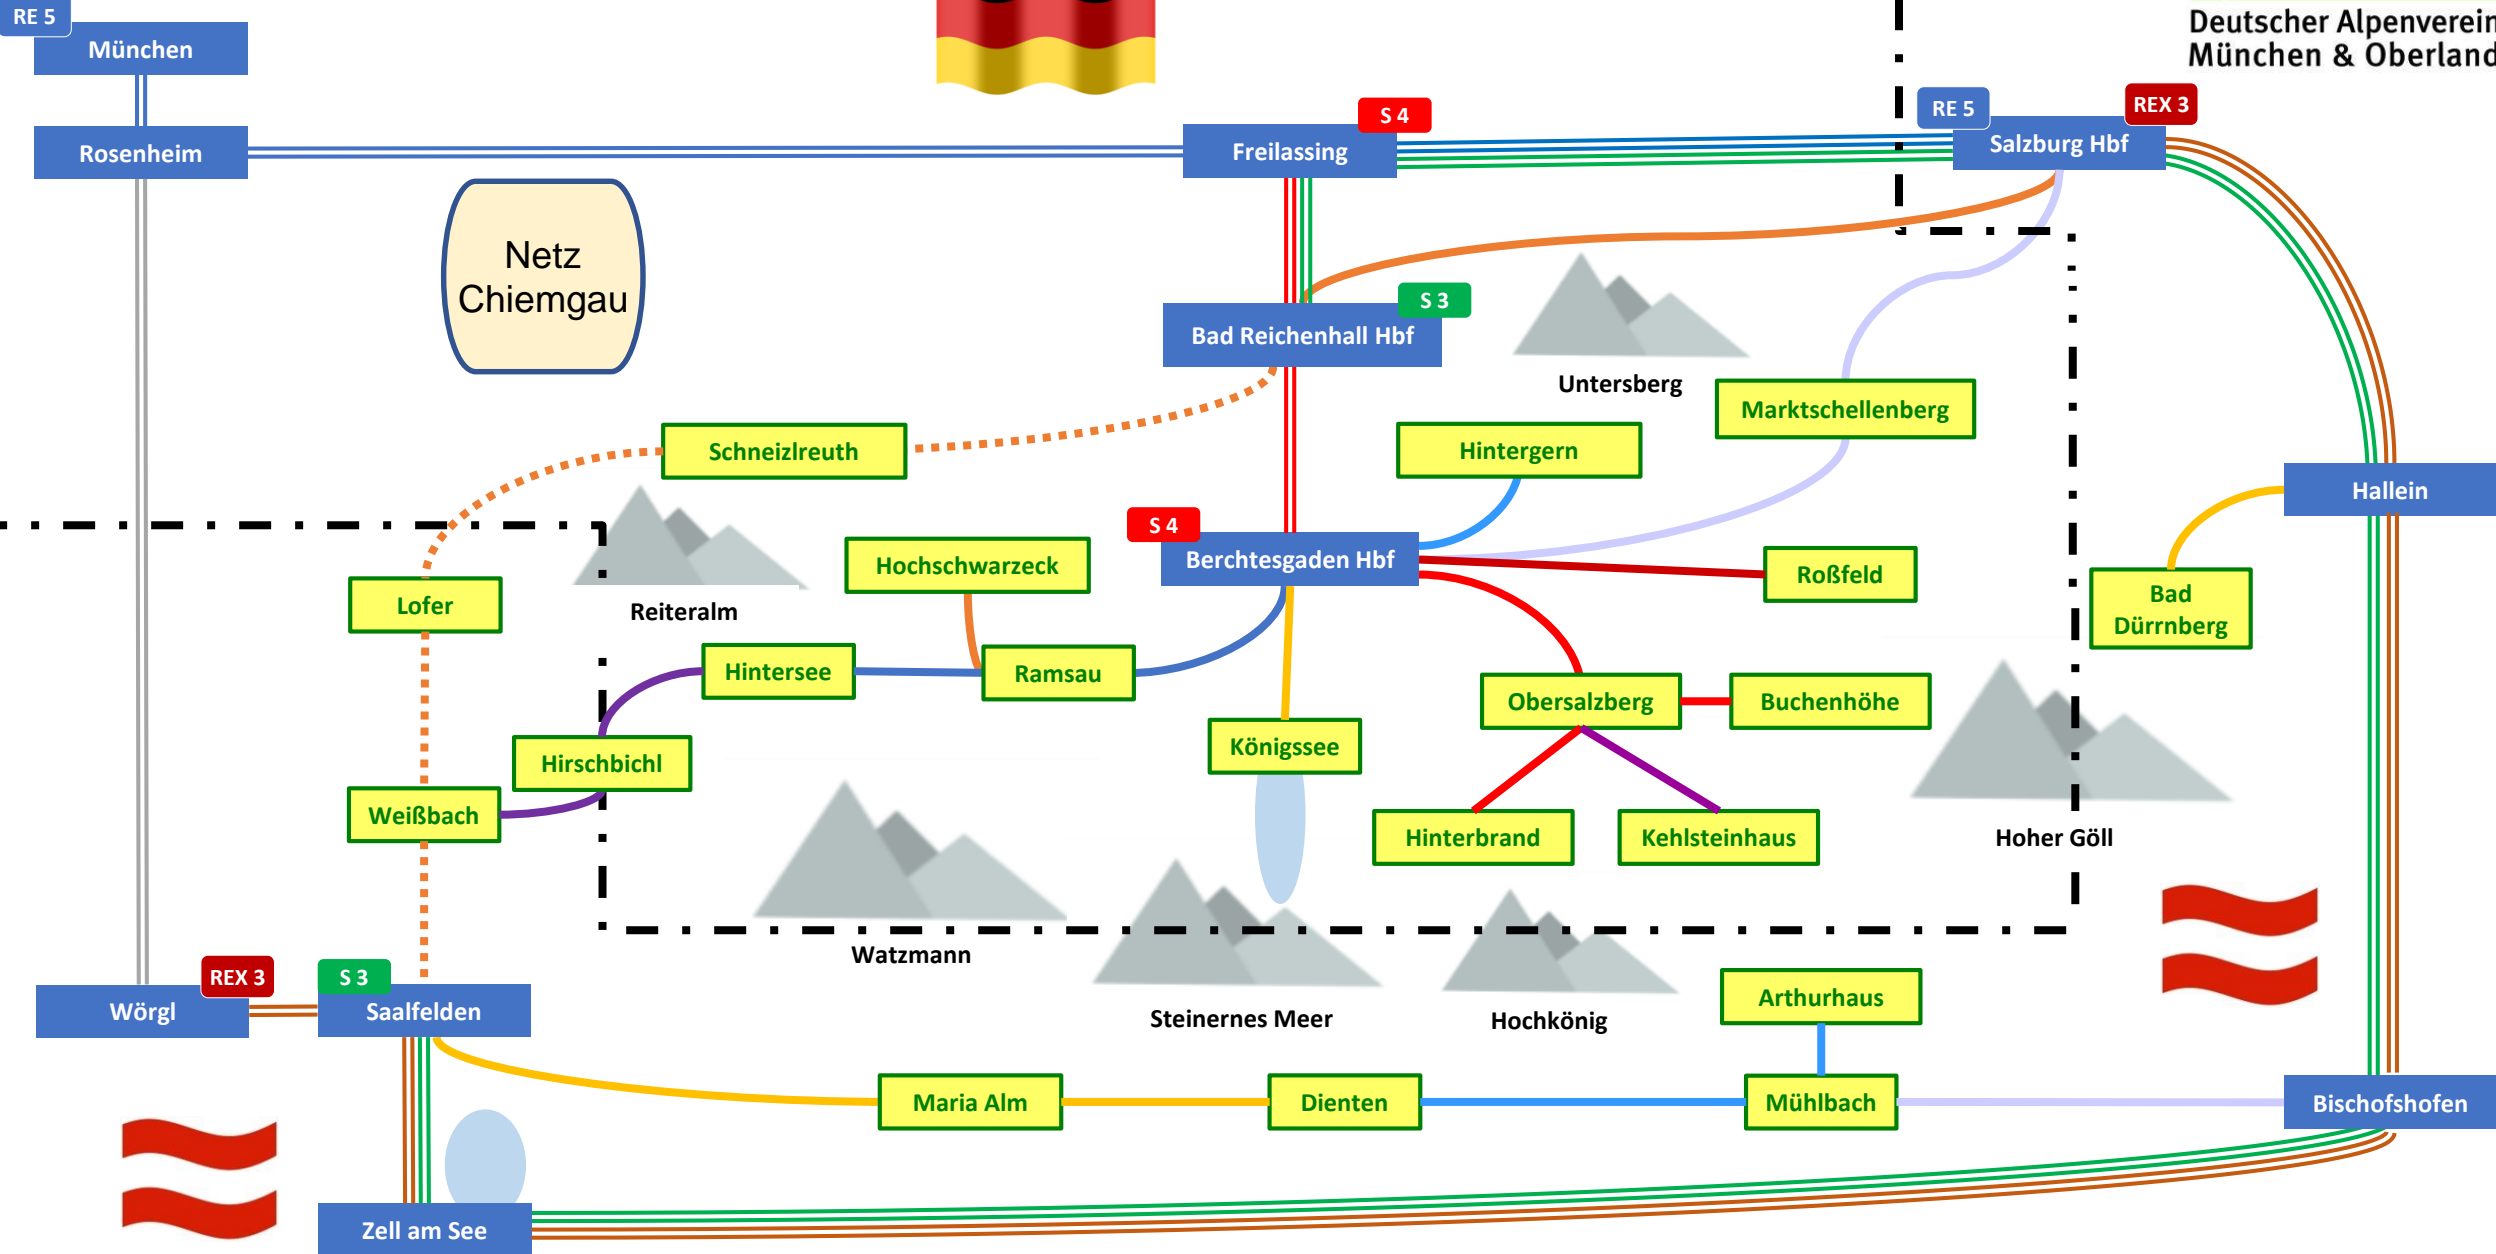 RE 5
München
Deutscher Alpenverein
München & Oberland
S 4
RE 5
REX 3
Rosenheim
Freilassing
Salzburg Hbf
Netz
Chiemgau
S 3
Bad Reichenhall Hbf
Untersberg
Marktschellenberg
Schneizlreuth
Hintergern
Hallein
S 4
Berchtesgaden Hbf
Hochschwarzeck
Roßfeld
Bad
Dürrnberg
Lofer
Reiteralm
Hintersee
Ramsau
Obersalzberg
Buchenhöhe
Königssee
Hirschbichl
Weißbach
Hinterbrand
Kehlsteinhaus
Hoher Göll
Watzmann
REX 3
S 3
Wörgl
Saalfelden
Steinernes Meer
Hochkönig
Arthurhaus
Maria Alm
Dienten
Mühlbach
Bischofshofen
Zell am See